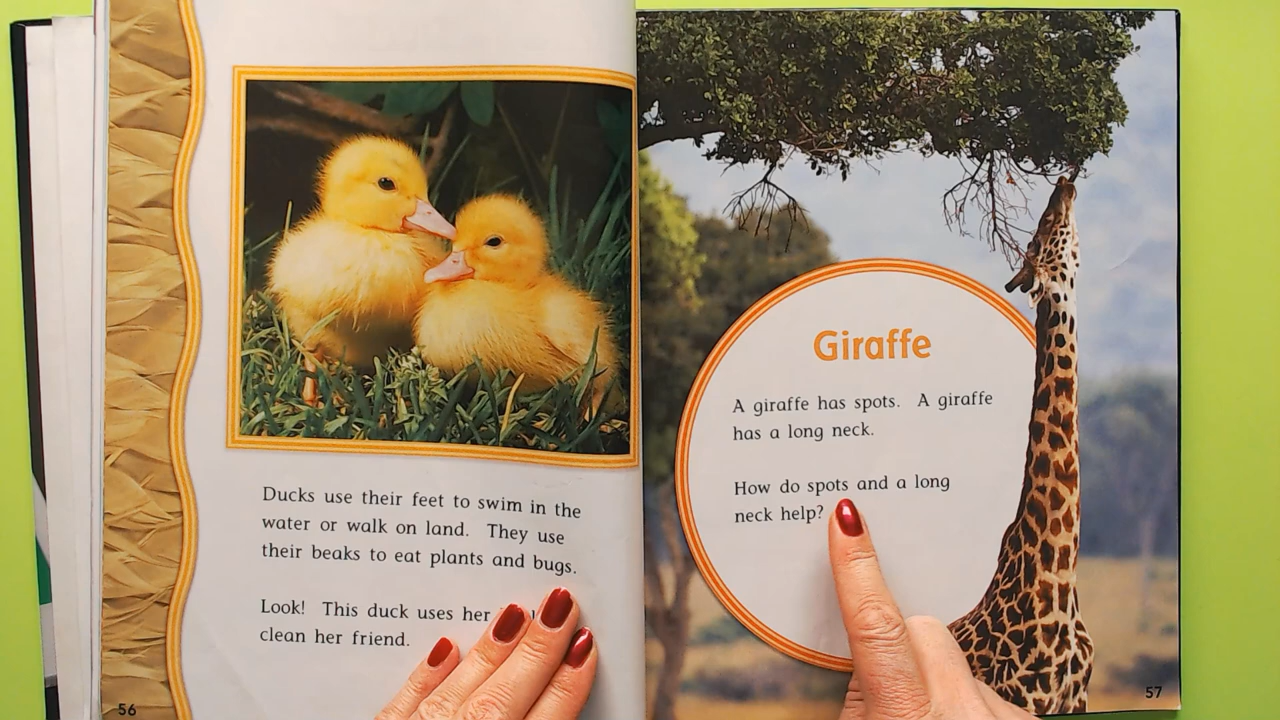 Ducks use their feet to swim in the
water or walk on land. They use
their beaks to eat plants and bugs.
Look! This duck uses her
clean her friend.
56
Giraffe
A giraffe has spots. A giraffe
has a long neck.
How do spots and a long
neck help?
57